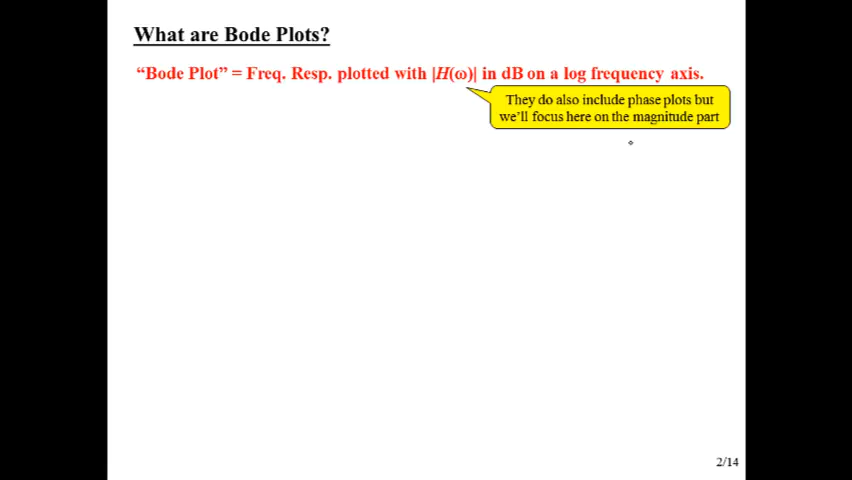 What are Bode Plots?
“Bode Plot” = Freq. Resp. plotted with |H(ω)| in dB on a log frequency axis.
They do also include phase plots but
we’ll focus here on the magnitude part
2/14